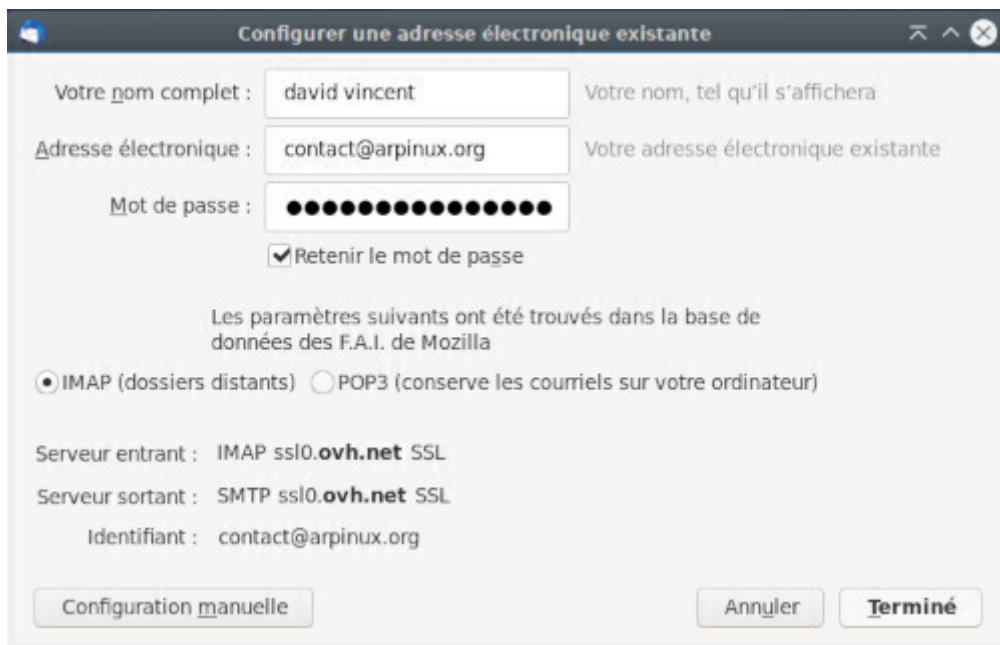 Configurer une adresse électronique existante
Votre nom complet : david vincent Votre nom, tel qu'il s'affichera
Adresse électronique : contact@arpinux.org Votre adresse électronique existante
Mot de passe : ●●●●●●●●●●●●●●●
Retenir le mot de passe
Les paramètres suivants ont été trouvés dans la base de
données des F.A.I. de Mozilla
IMAP (dossiers distants) POP3 (conserve les courriels sur votre ordinateur)
Serveur entrant : IMAP ssl0.ovh.net SSL
Serveur sortant : SMTP ssl0.ovh.net SSL
Identifiant : contact@arpinux.org
Configuration manuelle Annuler Terminé